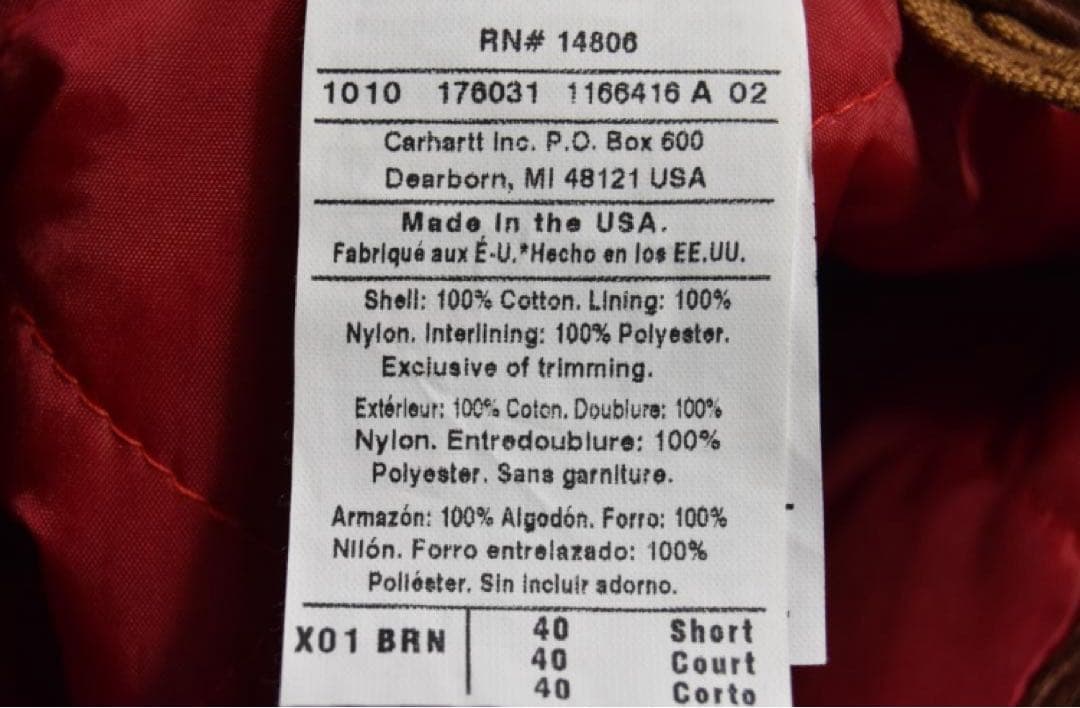 RN# 14806
1010 176031 1166416 A 02
Carhartt Inc. P.O. Box 600
Dearborn, MI 48121 USA
Made In the USA.
Fabriqué aux É-U.*Hecho en los EE.UU.
Shell: 100% Cotton. Lining: 100%
Nylon. Interlining: 100% Polyester.
Exclusive of trimming.
Extérieur: 100% Coton. Doublure: 100%
Nylon. Entredoublure: 100%
Polyester. Sans garniture.
Armazón: 100% Algodón. Forro: 100%
Nilón. Forro entrelazado: 100%
Poliéster. Sin incluir adorno.
X01 BRN 40 Short
40 Court
40 Corto